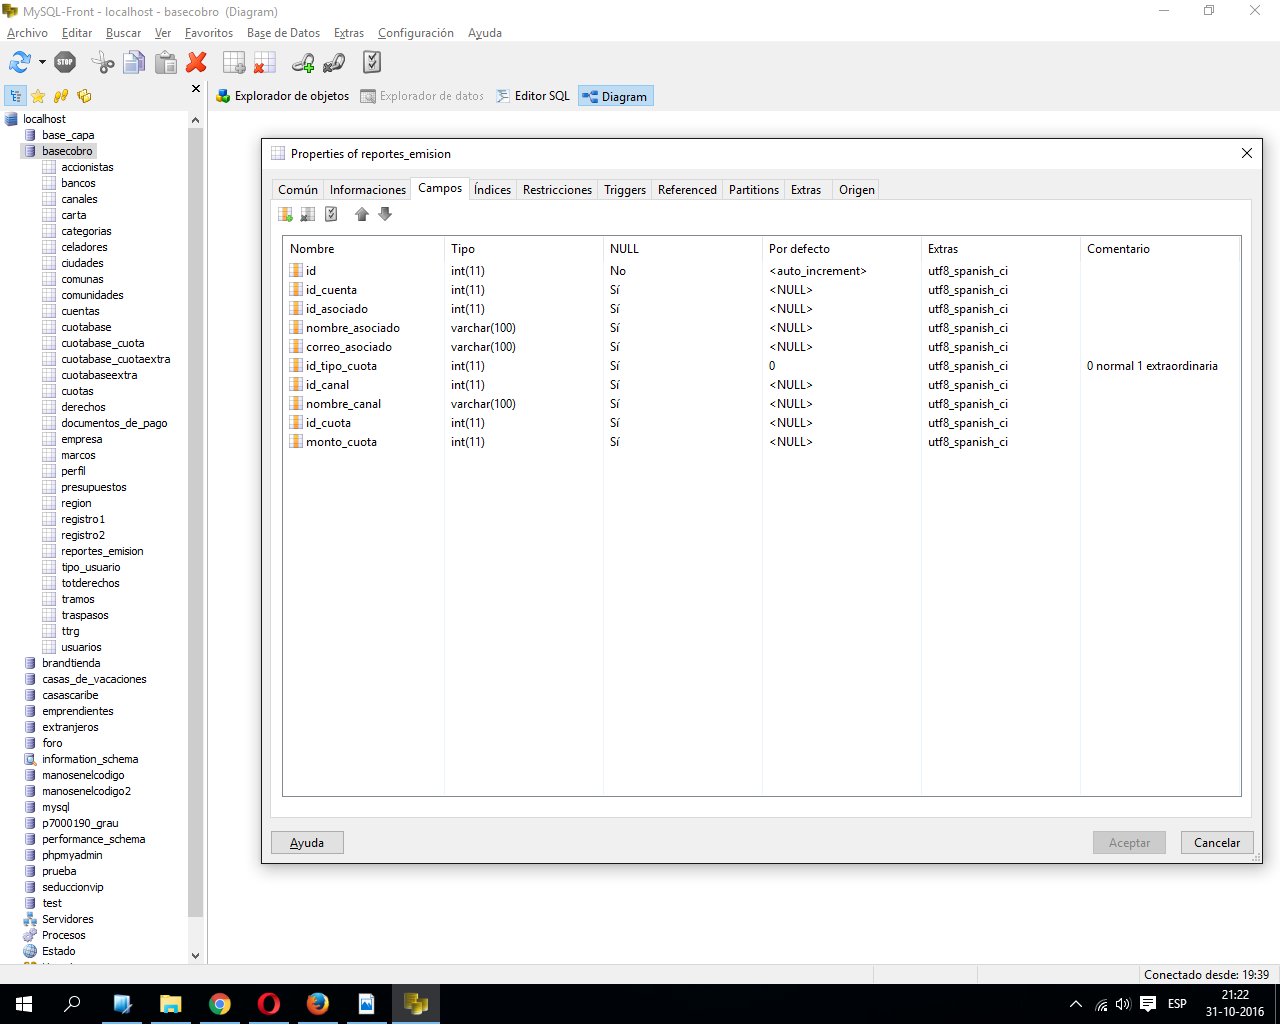 MySQL-Front - localhost - basecobro  (Diagram)
Archivo Editar Buscar Ver Favoritos Base de Datos Extras Configuración Ayuda
STOP
Explorador de objetos Explorador de datos Editor SQL Diagram
localhost
base_capa
basecobro
accionistas
bancos
canales
carta
categorias
celadores
ciudades
comunas
comunidades
cuentas
cuotabase
cuotabase_cuota
cuotabase_cuotaextra
cuotabaseextra
cuotas
derechos
documentos_de_pago
empresa
marcos
perfil
presupuestos
region
registro1
registro2
reportes_emision
tipo_usuario
totderechos
tramos
traspasos
ttrg
usuarios
brandtienda
casas_de_vacaciones
casascaribe
emprendientes
extranjeros
foro
information_schema
manosenelcodigo
manosenelcodigo2
mysql
p7000190_grau
performance_schema
phpmyadmin
prueba
seduccionvip
test
Servidores
Procesos
Estado
Properties of reportes_emision
Común Informaciones Campos Índices Restricciones Triggers Referenced Partitions Extras Origen
Nombre Tipo NULL Por defecto Extras Comentario
id int(11) No <auto_increment> utf8_spanish_ci
id_cuenta int(11) Sí <NULL> utf8_spanish_ci
id_asociado int(11) Sí <NULL> utf8_spanish_ci
nombre_asociado varchar(100) Sí <NULL> utf8_spanish_ci
correo_asociado varchar(100) Sí <NULL> utf8_spanish_ci
id_tipo_cuota int(11) Sí 0 utf8_spanish_ci 0 normal 1 extraordinaria
id_canal int(11) Sí <NULL> utf8_spanish_ci
nombre_canal varchar(100) Sí <NULL> utf8_spanish_ci
id_cuota int(11) Sí <NULL> utf8_spanish_ci
monto_cuota int(11) Sí <NULL> utf8_spanish_ci
Ayuda Aceptar Cancelar
Conectado desde: 19:39
ESP
21:22
31-10-2016